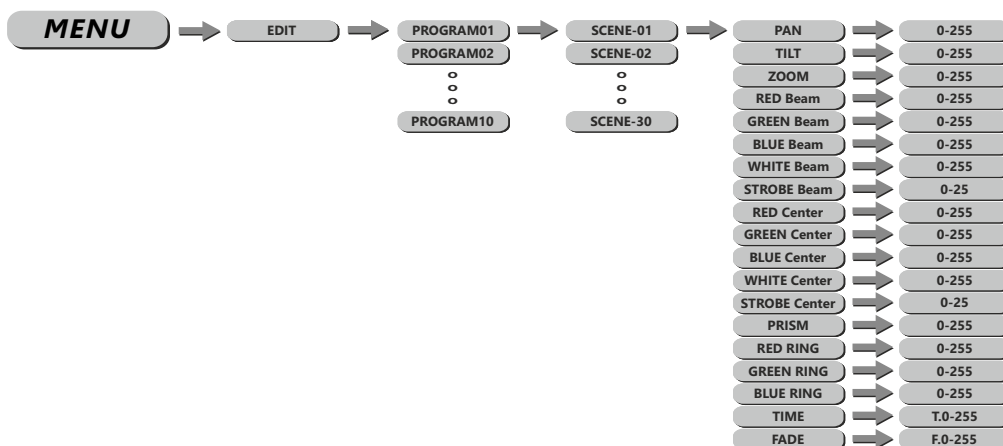 MENU EDIT PROGRAM01 SCENE-01 PAN 0-255
PROGRAM02 SCENE-02 TILT 0-255
ZOOM 0-255
RED Beam 0-255
PROGRAM10 SCENE-30 GREEN Beam 0-255
BLUE Beam 0-255
WHITE Beam 0-255
STROBE Beam 0-25
RED Center 0-255
GREEN Center 0-255
BLUE Center 0-255
WHITE Center 0-255
STROBE Center 0-25
PRISM 0-255
RED RING 0-255
GREEN RING 0-255
BLUE RING 0-255
TIME T.0-255
FADE F.0-255